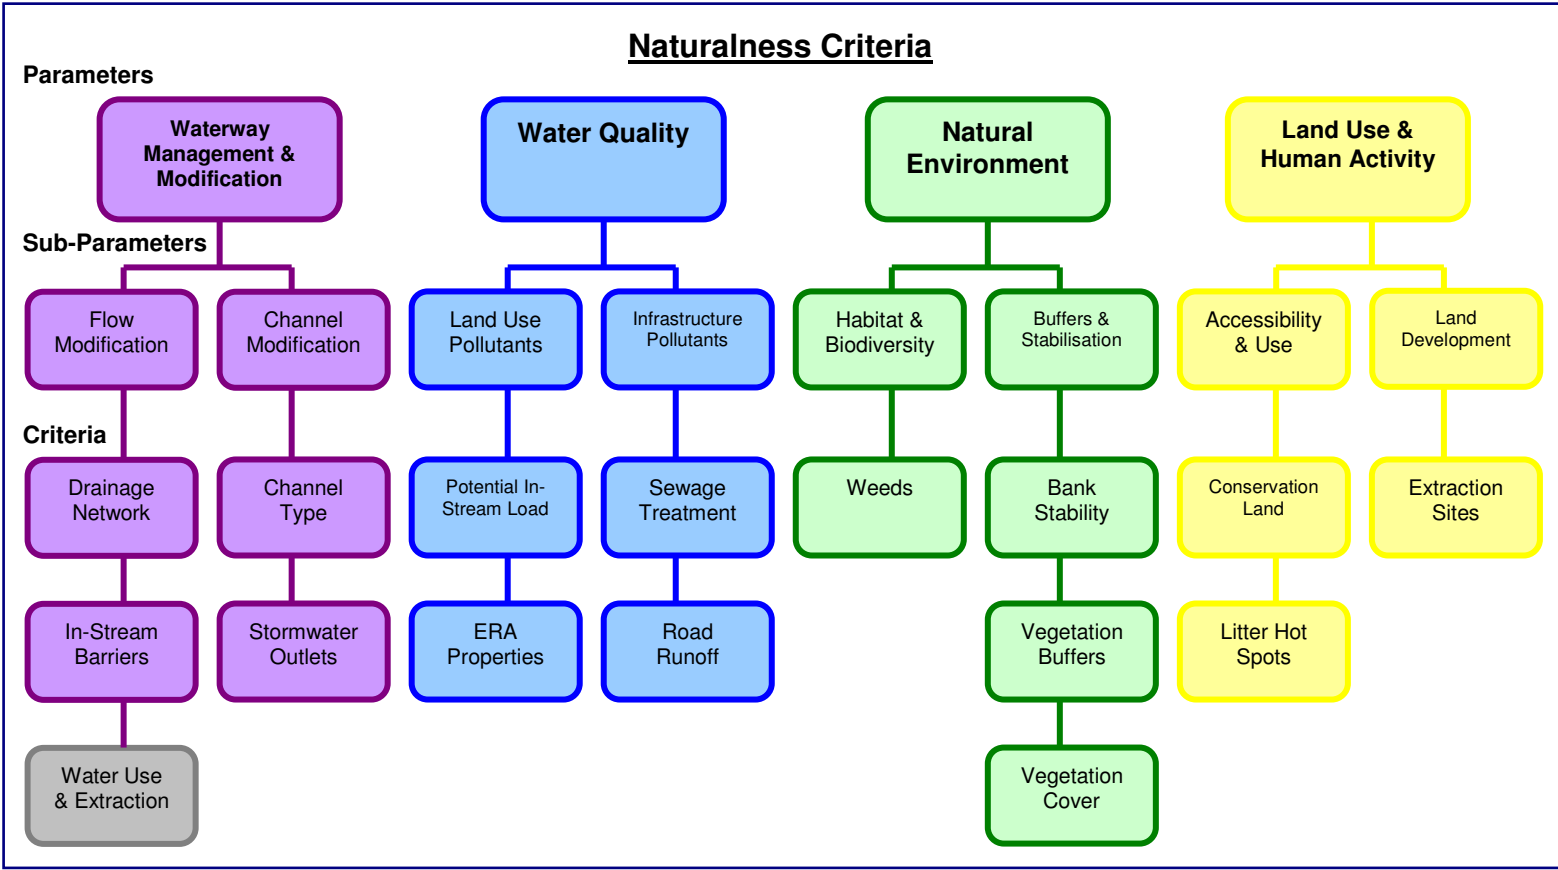 Naturalness Criteria
Parameters
Waterway
Management &
Modification
Water Quality
Natural
Environment
Land Use &
Human Activity
Sub-Parameters
Flow
Modification
Channel
Modification
Land Use
Pollutants
Infrastructure
Pollutants
Habitat &
Biodiversity
Buffers &
Stabilisation
Accessibility
& Use
Land
Development
Criteria
Drainage
Network
Channel
Type
Potential In-
Stream Load
Sewage
Treatment
Weeds
Bank
Stability
Conservation
Land
Extraction
Sites
In-Stream
Barriers
Stormwater
Outlets
ERA
Properties
Road
Runoff
Vegetation
Buffers
Litter Hot
Spots
Water Use
& Extraction
Vegetation
Cover